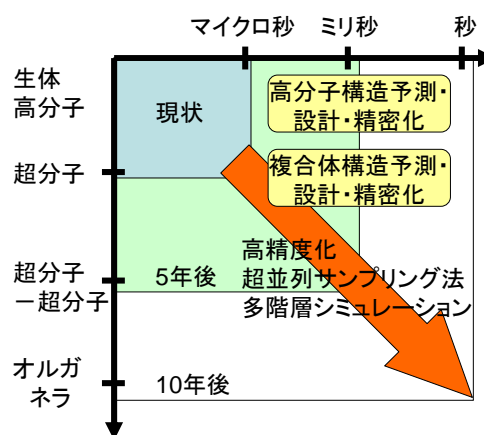 マイクロ秒 ミリ秒 秒
生体
高分子
現状
高分子構造予測・
設計・精密化
超分子
複合体構造予測・
設計・精密化
超分子
－超分子
5年後
高精度化
超並列サンプリング法
多階層シミュレーション
オルガ
ネラ
10年後